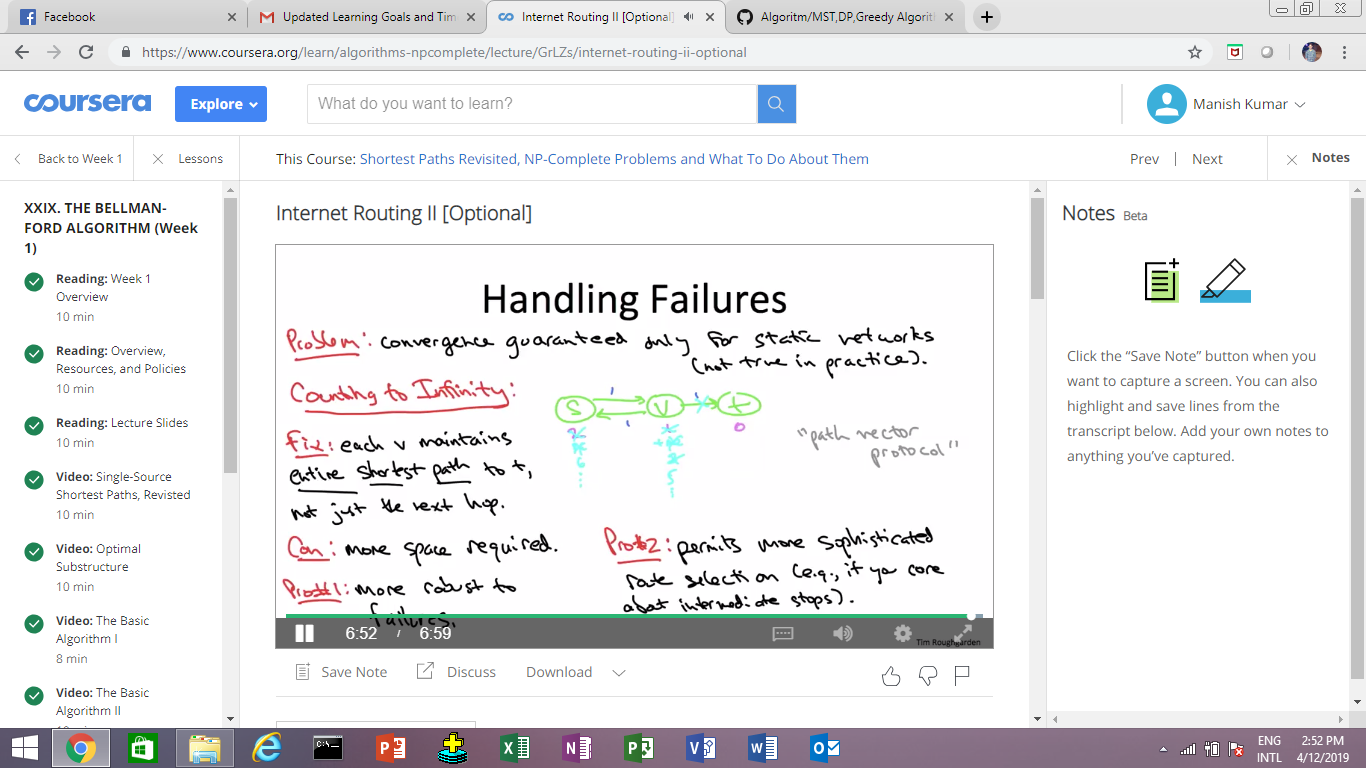 Facebook
Updated Learning Goals and Tim
Internet Routing II [Optional]
Algoritm/MST,DP,Greedy Algorit
https://www.coursera.org/learn/algorithms-npcomplete/lecture/GrLZs/internet-routing-ii-optional
coursera
Explore
What do you want to learn?
Manish Kumar
Back to Week 1
Lessons
This Course: Shortest Paths Revisited, NP-Complete Problems and What To Do About Them
Prev | Next
Notes
XXIX. THE BELLMAN-
FORD ALGORITHM (Week
1)
Reading: Week 1
Overview
10 min
Reading: Overview,
Resources, and Policies
10 min
Reading: Lecture Slides
10 min
Video: Single-Source
Shortest Paths, Revisted
10 min
Video: Optimal
Substructure
10 min
Video: The Basic
Algorithm I
8 min
Video: The Basic
Algorithm II
Internet Routing II [Optional]
Handling Failures
Problem: convergence guaranteed only for static networks
(not true in practice).
Counting to Infinity:
s v t
Fix: each v maintains
entire shortest path to t,
not just the next hop.
"path vector
protocol"
Con: more space required.
Pro#1: more robust to
failures.
Pro#2: permits more sophisticated
route selection (e.g., if you care
about intermediate stops).
6:52 / 6:59
Tim Roughgarden
Save Note
Discuss
Download
Notes Beta
Click the “Save Note” button when you
want to capture a screen. You can also
highlight and save lines from the
transcript below. Add your own notes to
anything you’ve captured.
ENG
INTL
2:52 PM
4/12/2019